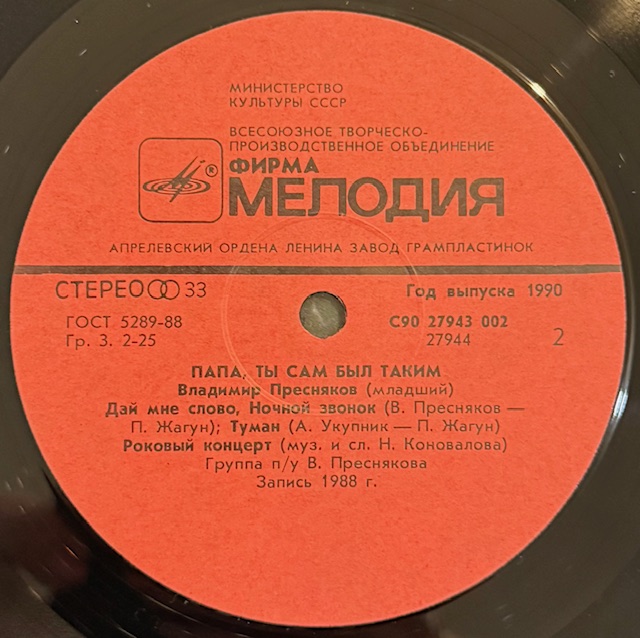 МИНИСТЕРСТВО
КУЛЬТУРЫ СССР
ВСЕСОЮЗНОЕ ТВОРЧЕСКО-
ПРОИЗВОДСТВЕННОЕ ОБЪЕДИНЕНИЕ
®
ФИРМА
МЕЛОДИЯ
АПРЕЛЕВСКИЙ ОРДЕНА ЛЕНИНА ЗАВОД ГРАМПЛАСТИНОК
СТЕРЕО 33
Год выпуска 1990
ГОСТ 5289-88
Гр. 3. 2-25
С90 27943 002
27944
2
ПАПА, ТЫ САМ БЫЛ ТАКИМ
Владимир Пресняков (младший)
Дай мне слово, Ночной звонок (В. Пресняков —
П. Жагун); Туман (А. Укупник — П. Жагун)
Роковый концерт (муз. и сл. Н. Коновалова)
Группа п/у В. Преснякова
Запись 1988 г.